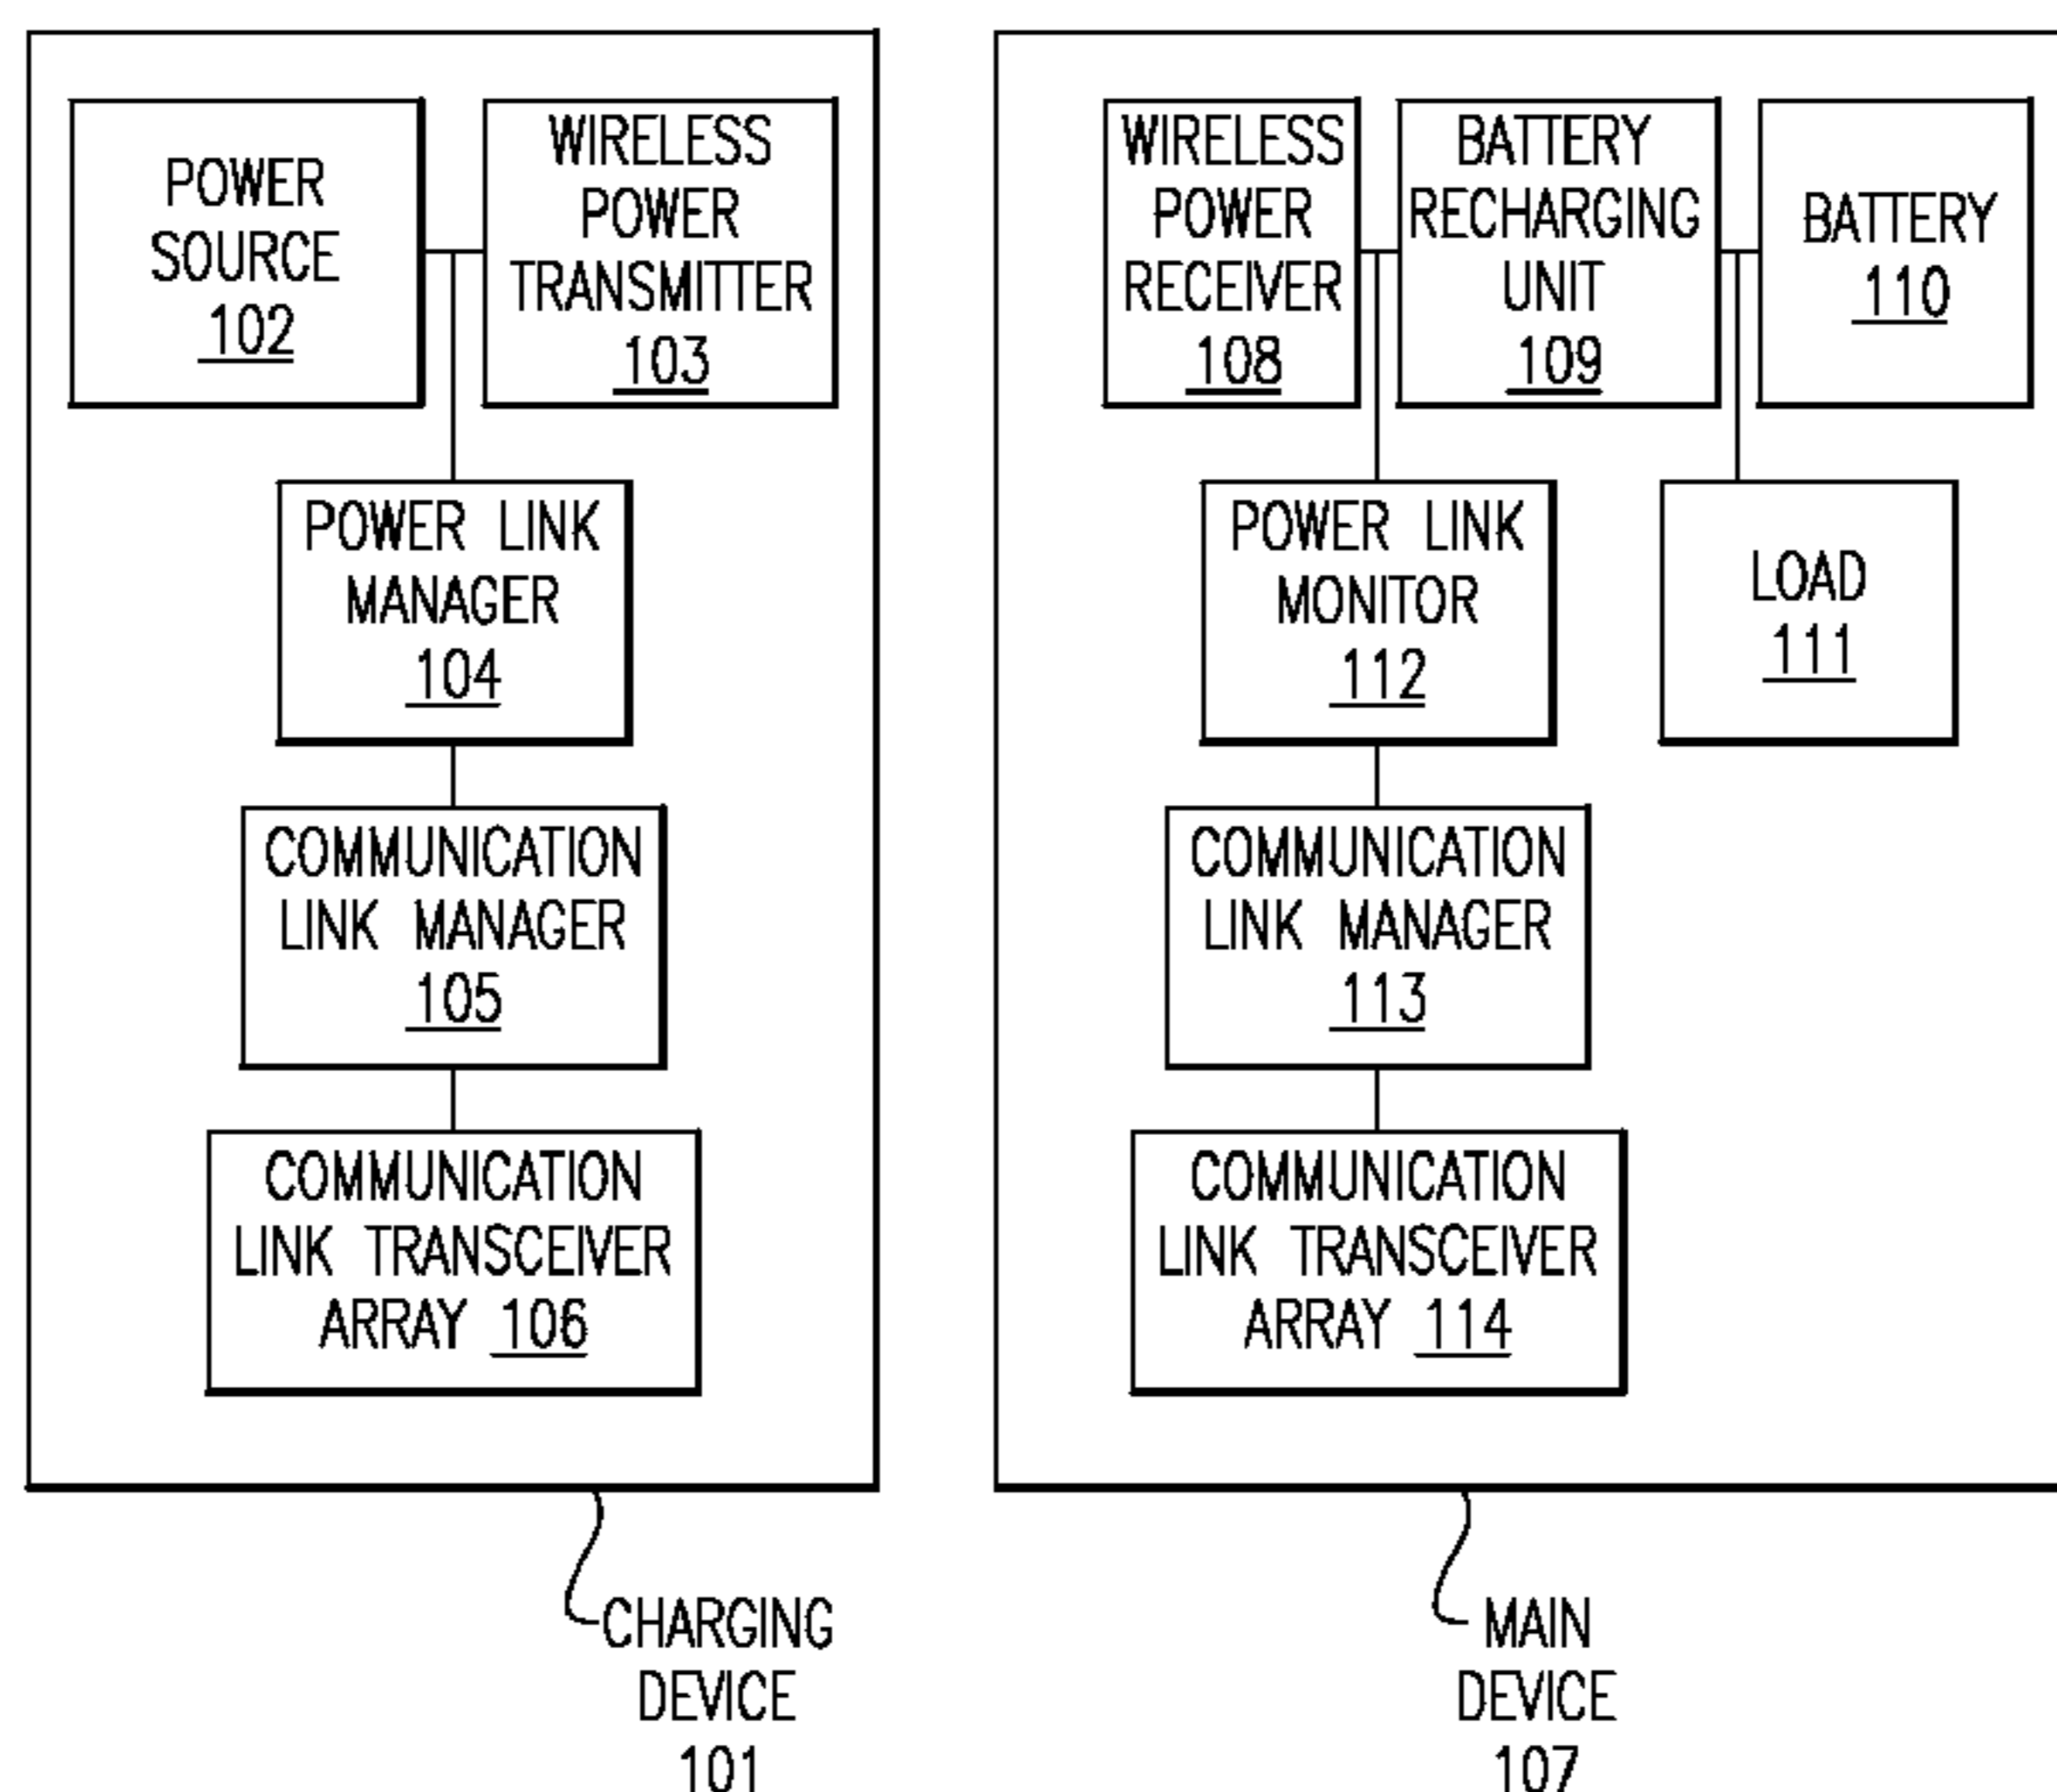 POWER
SOURCE
102
WIRELESS
POWER
TRANSMITTER
103
POWER LINK
MANAGER
104
COMMUNICATION
LINK MANAGER
105
COMMUNICATION
LINK TRANSCEIVER
ARRAY 106
CHARGING
DEVICE
101
WIRELESS
POWER
RECEIVER
108
BATTERY
RECHARGING
UNIT
109
BATTERY
110
POWER LINK
MONITOR
112
LOAD
111
COMMUNICATION
LINK MANAGER
113
COMMUNICATION
LINK TRANSCEIVER
ARRAY 114
MAIN
DEVICE
107